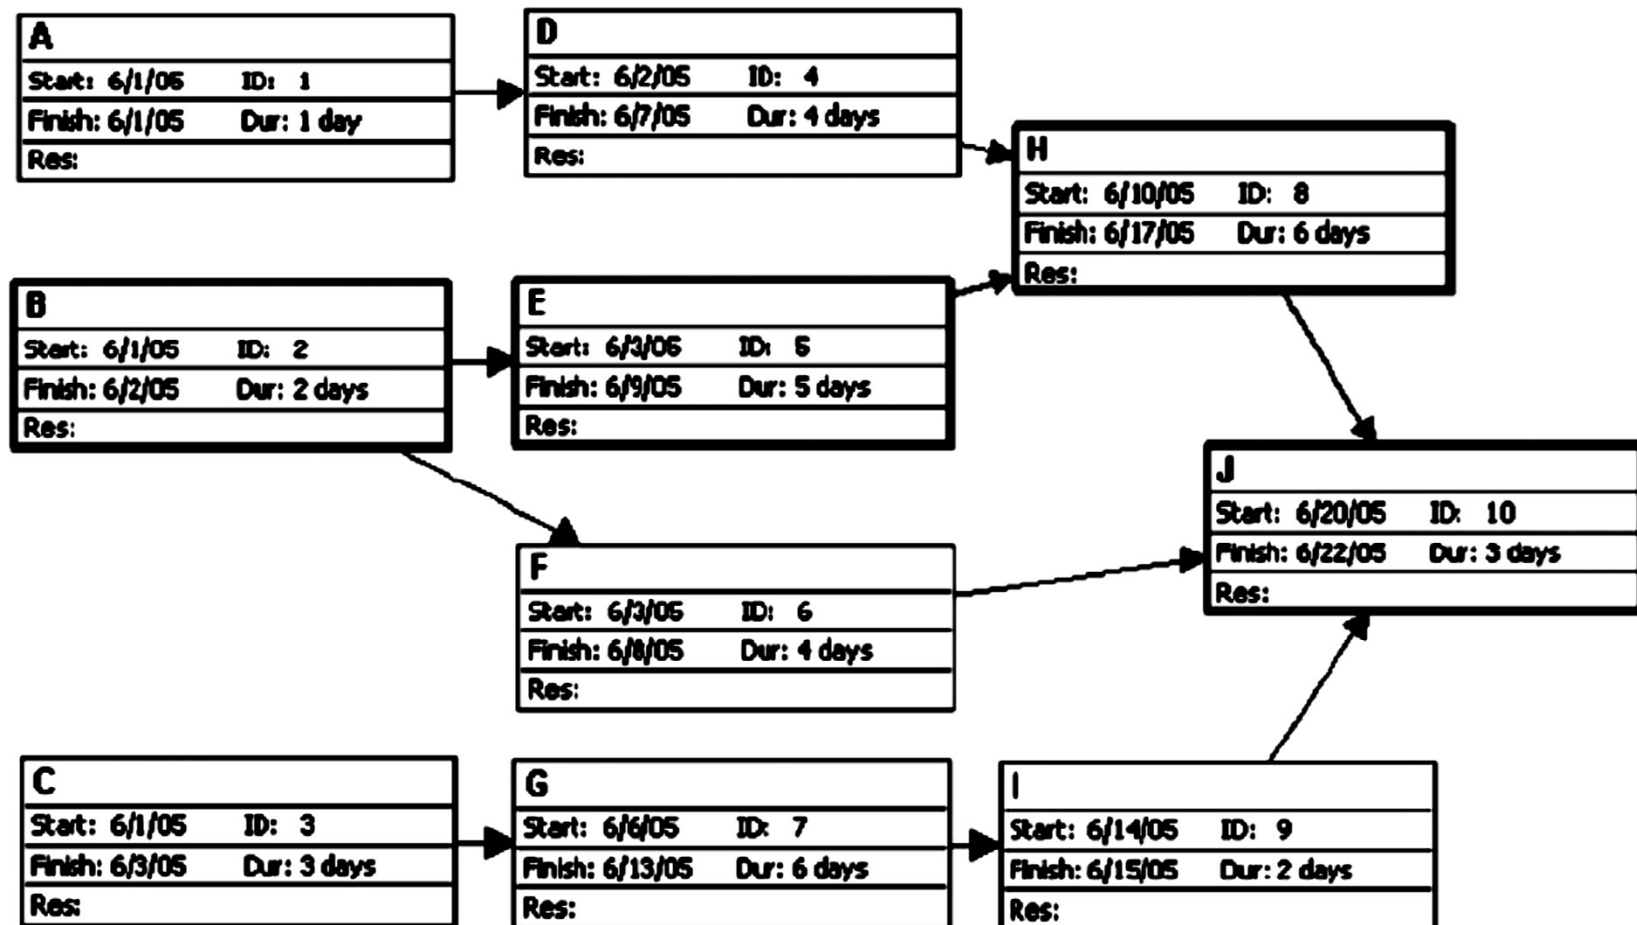 A
Start: 6/1/05 ID: 1
Finish: 6/1/05 Dur: 1 day
Res:
D
Start: 6/2/05 ID: 4
Finish: 6/7/05 Dur: 4 days
Res:
H
Start: 6/10/05 ID: 8
Finish: 6/17/05 Dur: 6 days
Res:
B
Start: 6/1/05 ID: 2
Finish: 6/2/05 Dur: 2 days
Res:
E
Start: 6/3/05 ID: 5
Finish: 6/9/05 Dur: 5 days
Res:
J
Start: 6/20/05 ID: 10
Finish: 6/22/05 Dur: 3 days
Res:
F
Start: 6/3/05 ID: 6
Finish: 6/8/05 Dur: 4 days
Res:
C
Start: 6/1/05 ID: 3
Finish: 6/3/05 Dur: 3 days
Res:
G
Start: 6/6/05 ID: 7
Finish: 6/13/05 Dur: 6 days
Res:
I
Start: 6/14/05 ID: 9
Finish: 6/15/05 Dur: 2 days
Res: